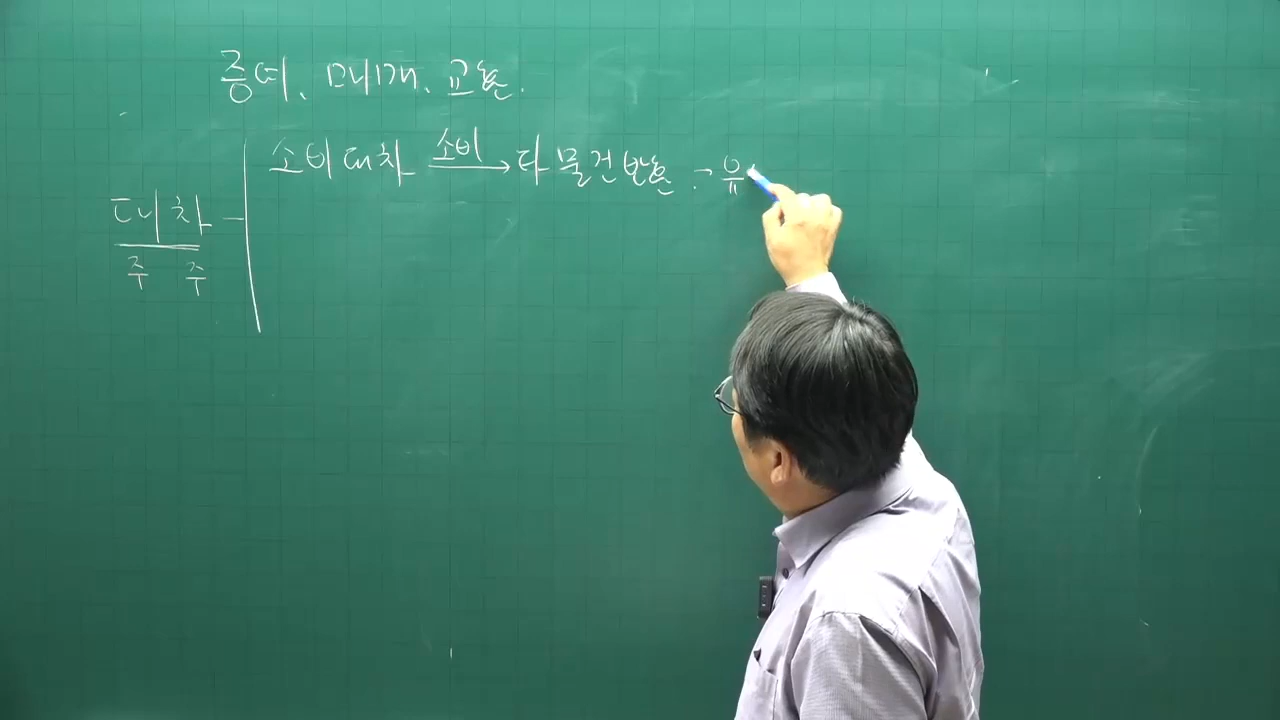 증여、매매、교환.
소비대차 소비→ 타 물건 반환 . → 유
대차
주 주